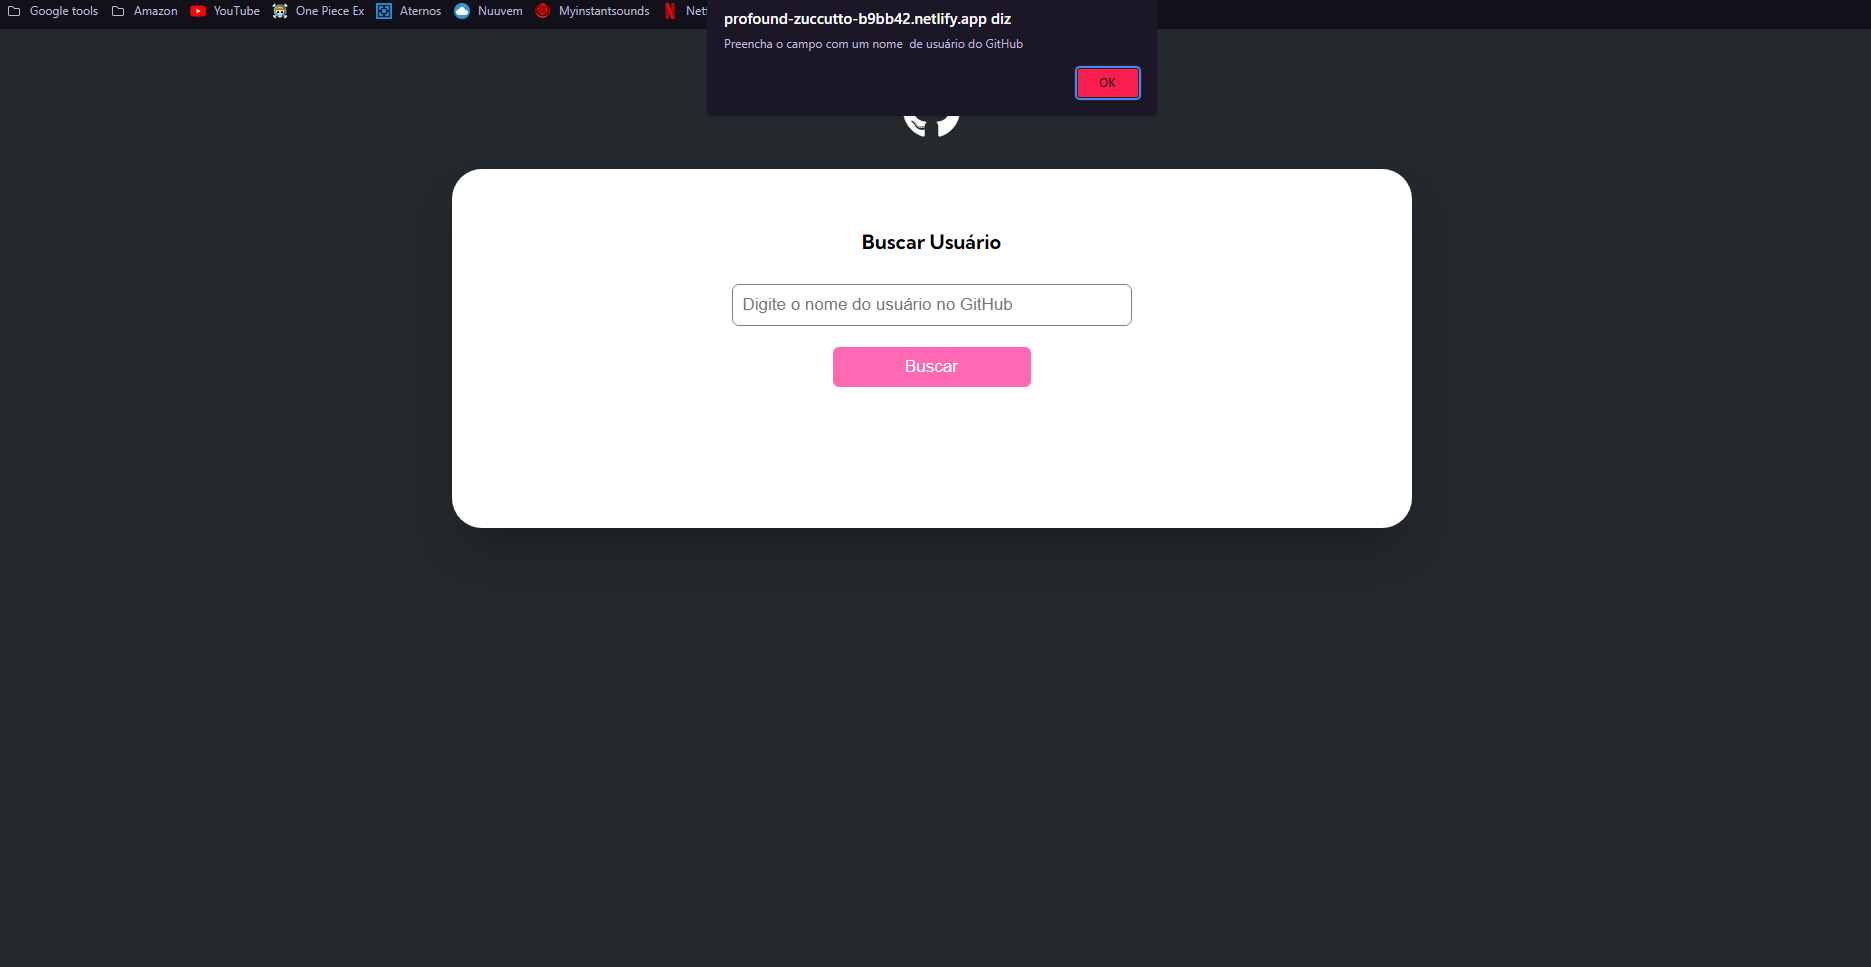 Google tools Amazon YouTube One Piece Ex Aternos Nuuvem Myinstantsounds
profound-zuccutto-b9bb42.netlify.app diz
Preencha o campo com um nome  de usuário do GitHub
OK
Buscar Usuário
Digite o nome do usuário no GitHub
Buscar